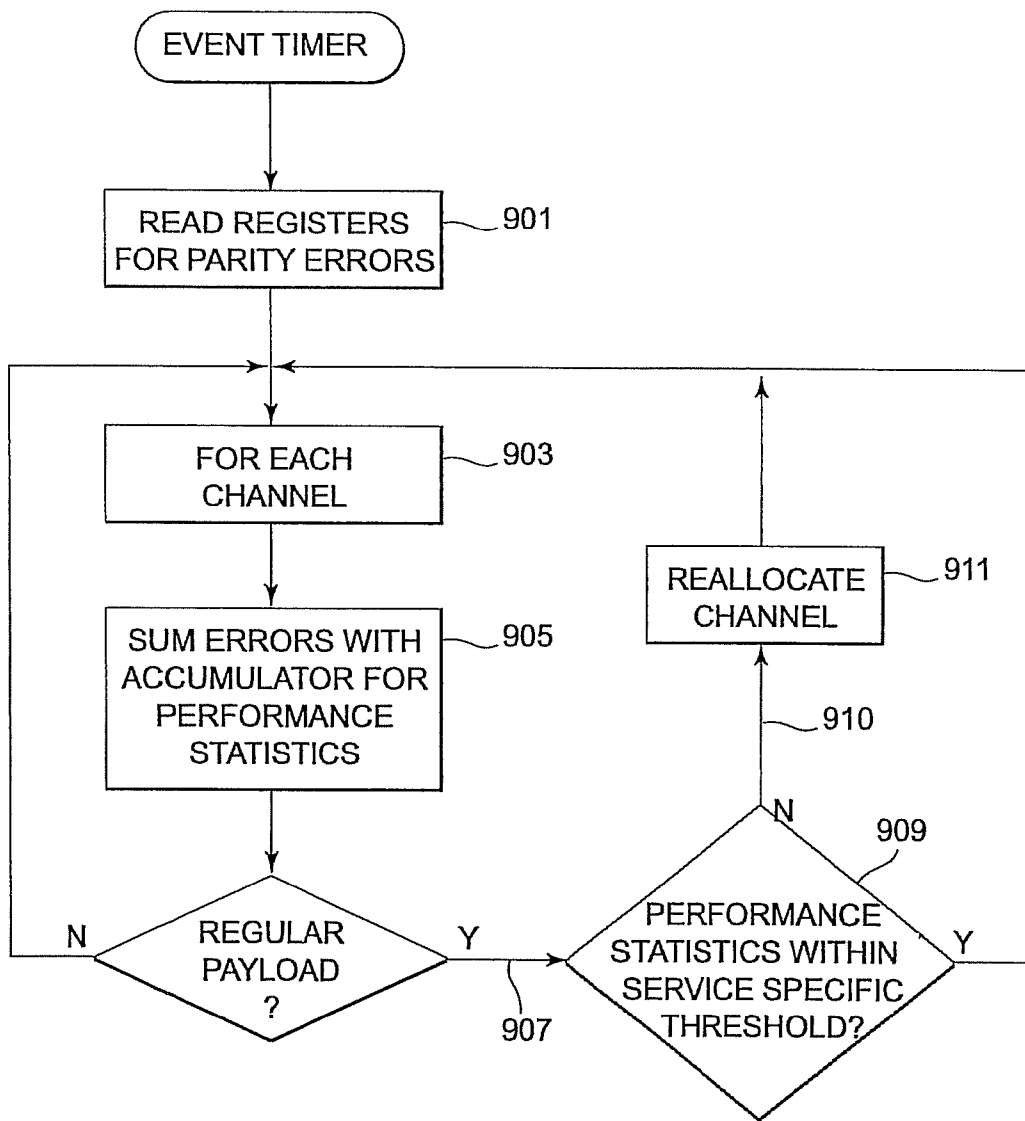 EVENT TIMER
READ REGISTERS
FOR PARITY ERRORS
901
FOR EACH
CHANNEL
903
SUM ERRORS WITH
ACCUMULATOR FOR
PERFORMANCE
STATISTICS
905
REALLOCATE
CHANNEL
911
910
N
909
N
REGULAR
PAYLOAD
?
Y
907
PERFORMANCE
STATISTICS WITHIN
SERVICE SPECIFIC
THRESHOLD?
Y